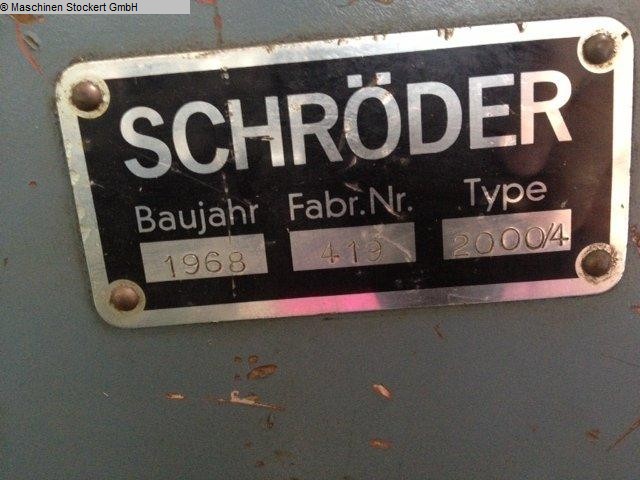 © Maschinen Stockert GmbH
SCHRÖDER
Baujahr Fabr.Nr. Type
1968 419 2000/4